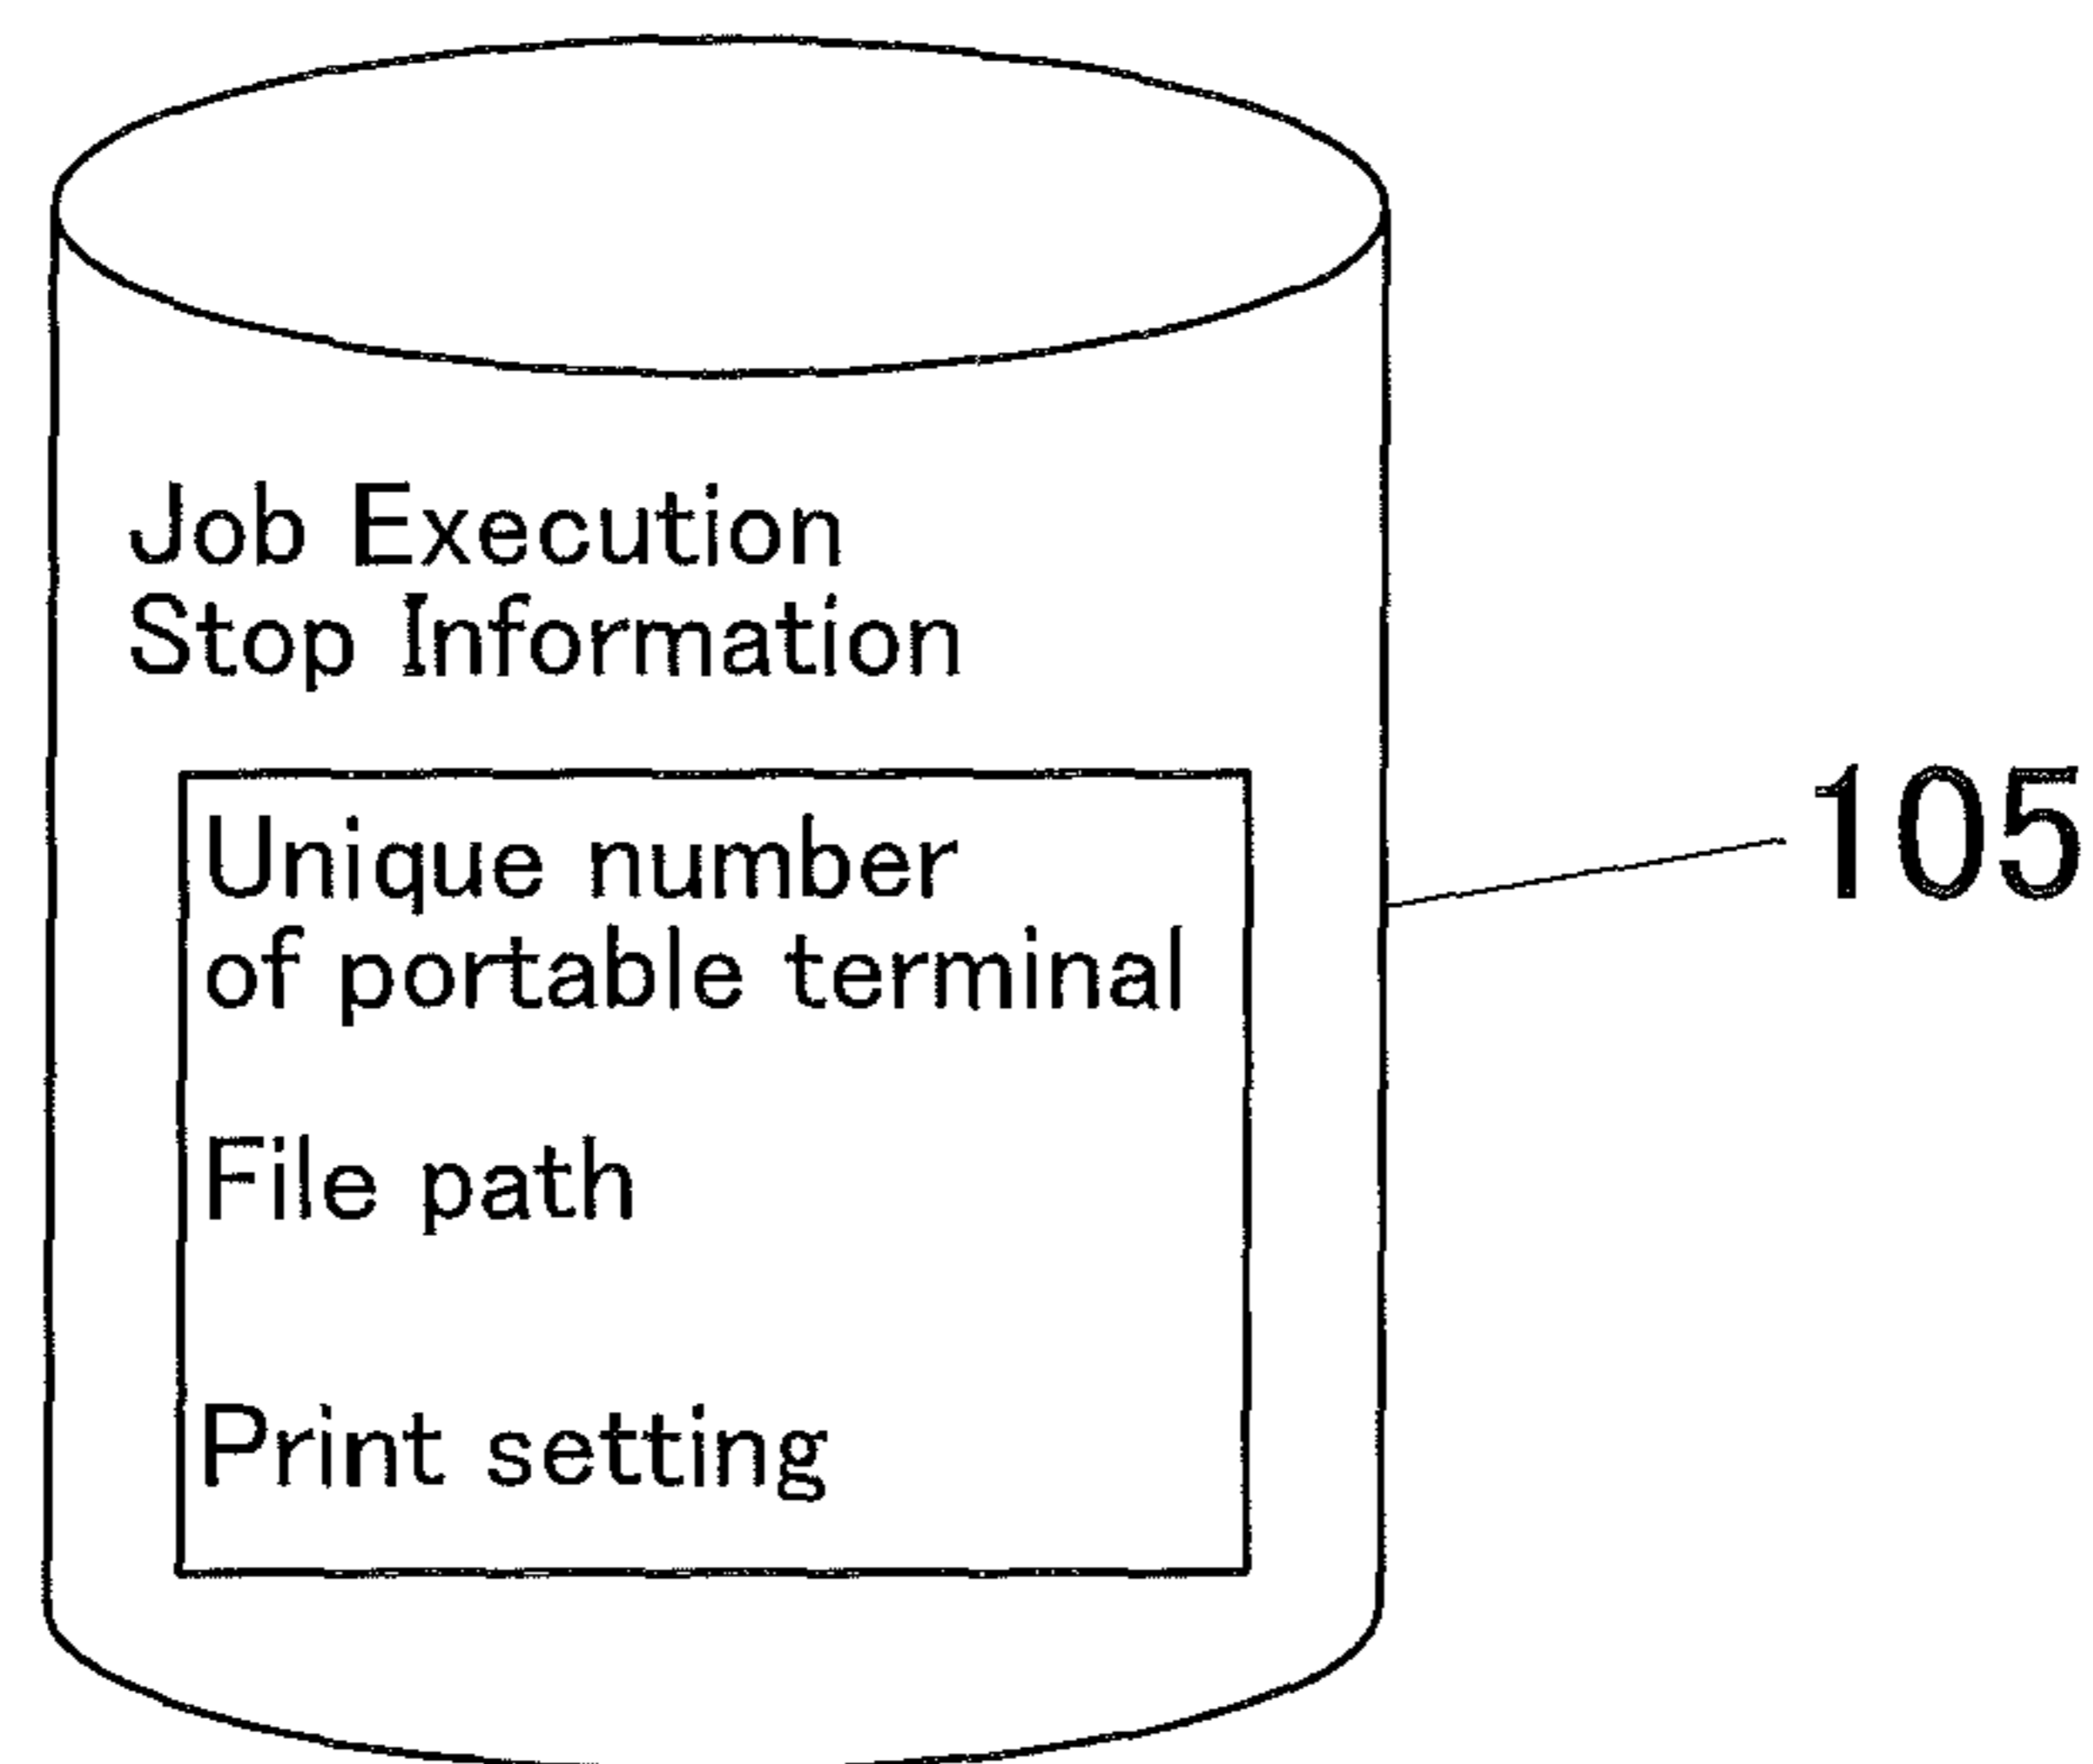 Job Execution
Stop Information
Unique number
of portable terminal
105
File path
Print setting